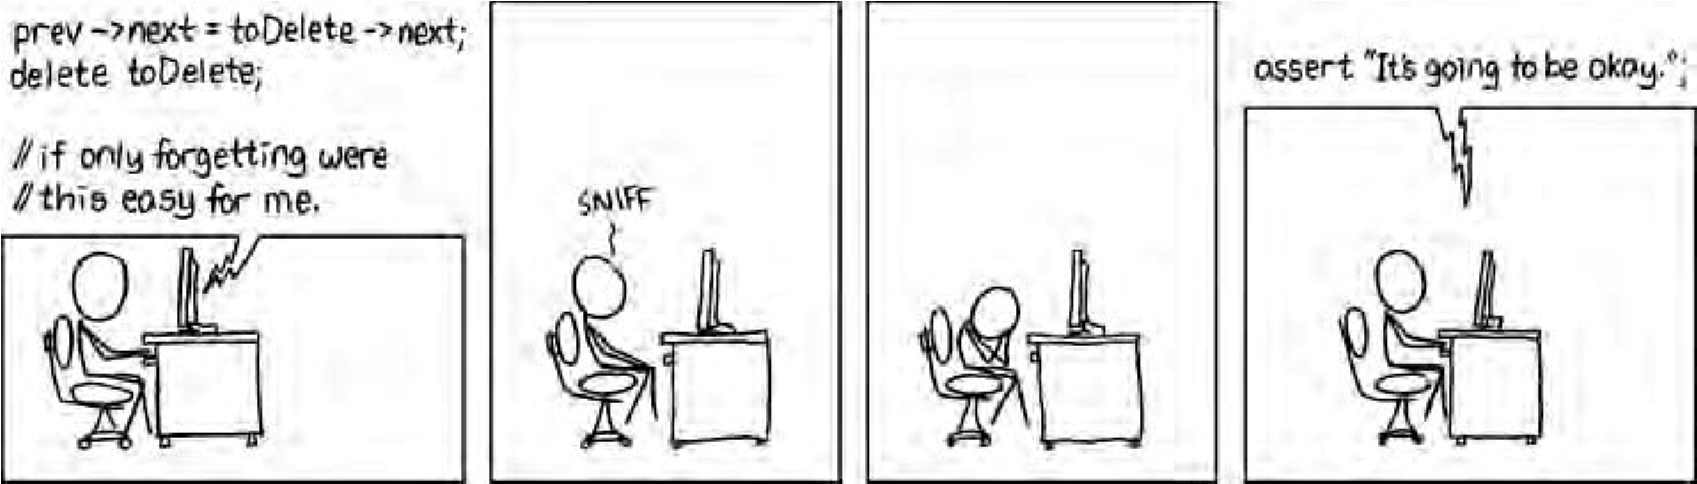 prev->next = toDelete->next;
delete toDelete;
// if only forgetting were
// this easy for me.
SNIFF
assert "It's going to be okay.";